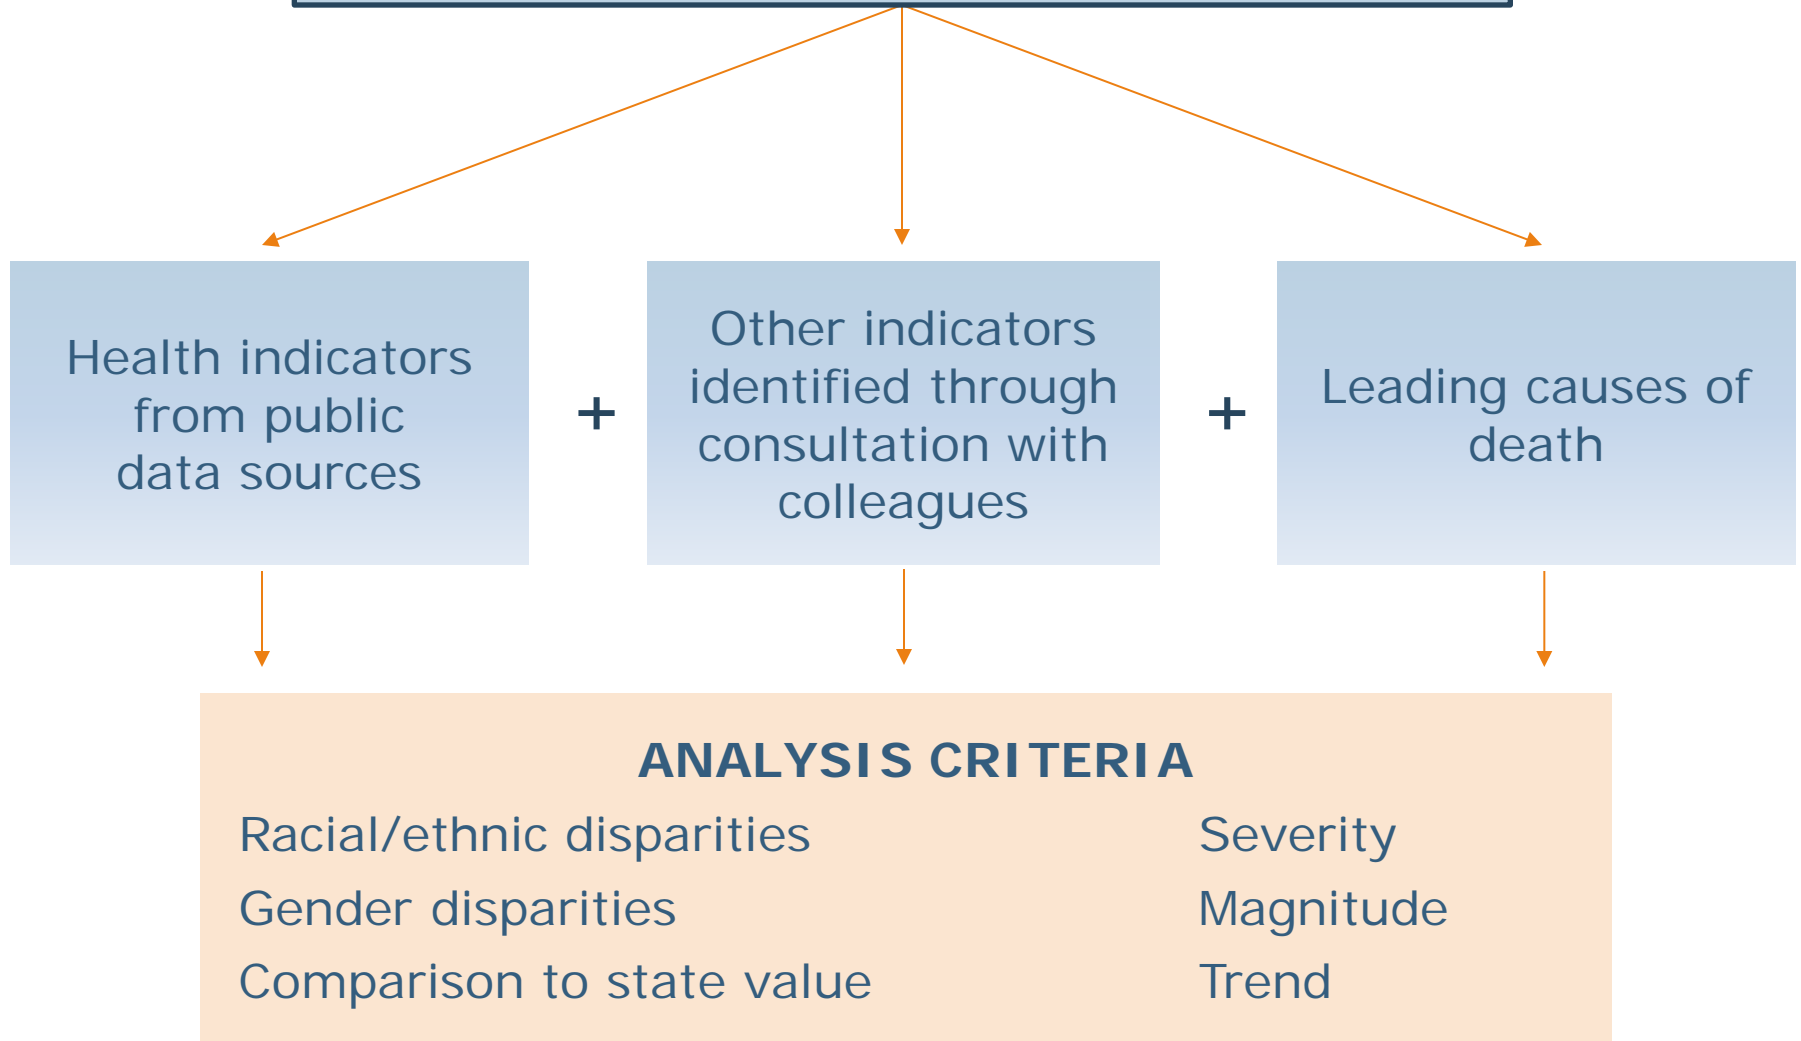 Health indicators
from public
data sources
+
Other indicators
identified through
consultation with
colleagues
+
Leading causes of
death
ANALYSIS CRITERIA
Racial/ethnic disparities
Severity
Gender disparities
Magnitude
Comparison to state value
Trend